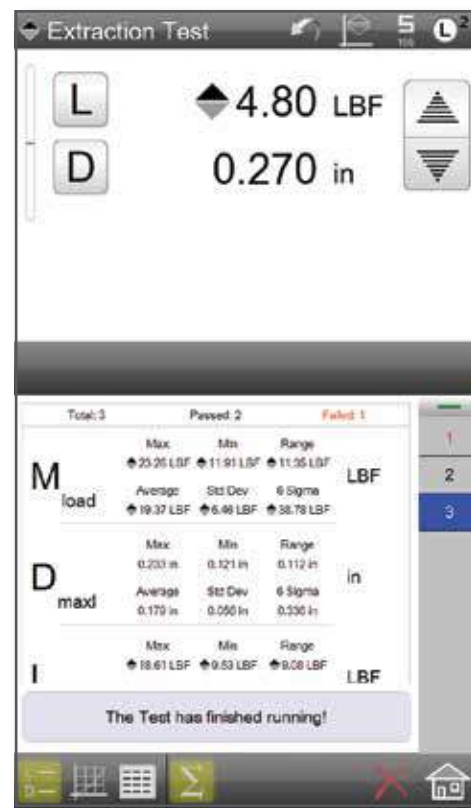 Extraction Test
5
L 2
L
4.80 LBF
D
0.270 in
Total: 3 Passed: 2 Failed: 1
1
2
3
M load
Max Min Range
23.26 LBF 11.91 LBF 11.35 LBF
LBF
Average Std Dev 6 Sigma
19.37 LBF 6.46 LBF 38.78 LBF
D maxl
Max Min Range
0.233 in 0.121 in 0.112 in
in
Average Std Dev 6 Sigma
0.179 in 0.056 in 0.336 in
Max Min Range
18.61 LBF 9.53 LBF 9.08 LBF
LBF
The Test has finished running!
Σ